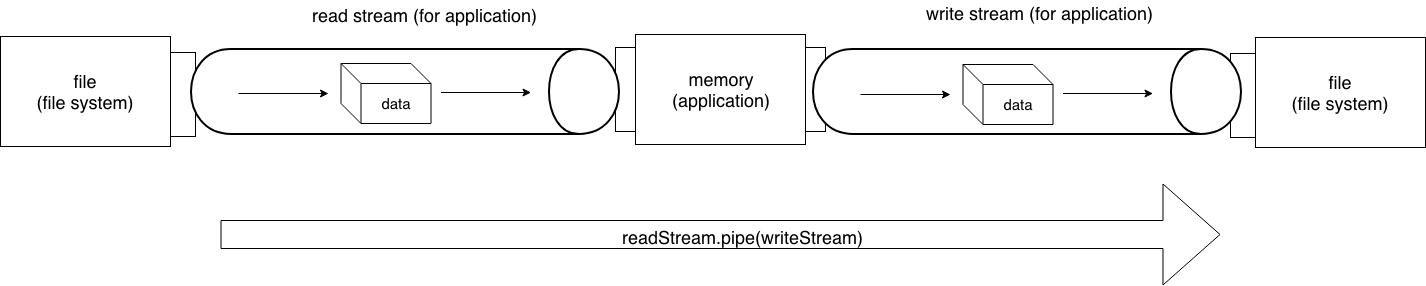 read stream (for application)
write stream (for application)
file
(file system)
data
memory
(application)
data
file
(file system)
readStream.pipe(writeStream)